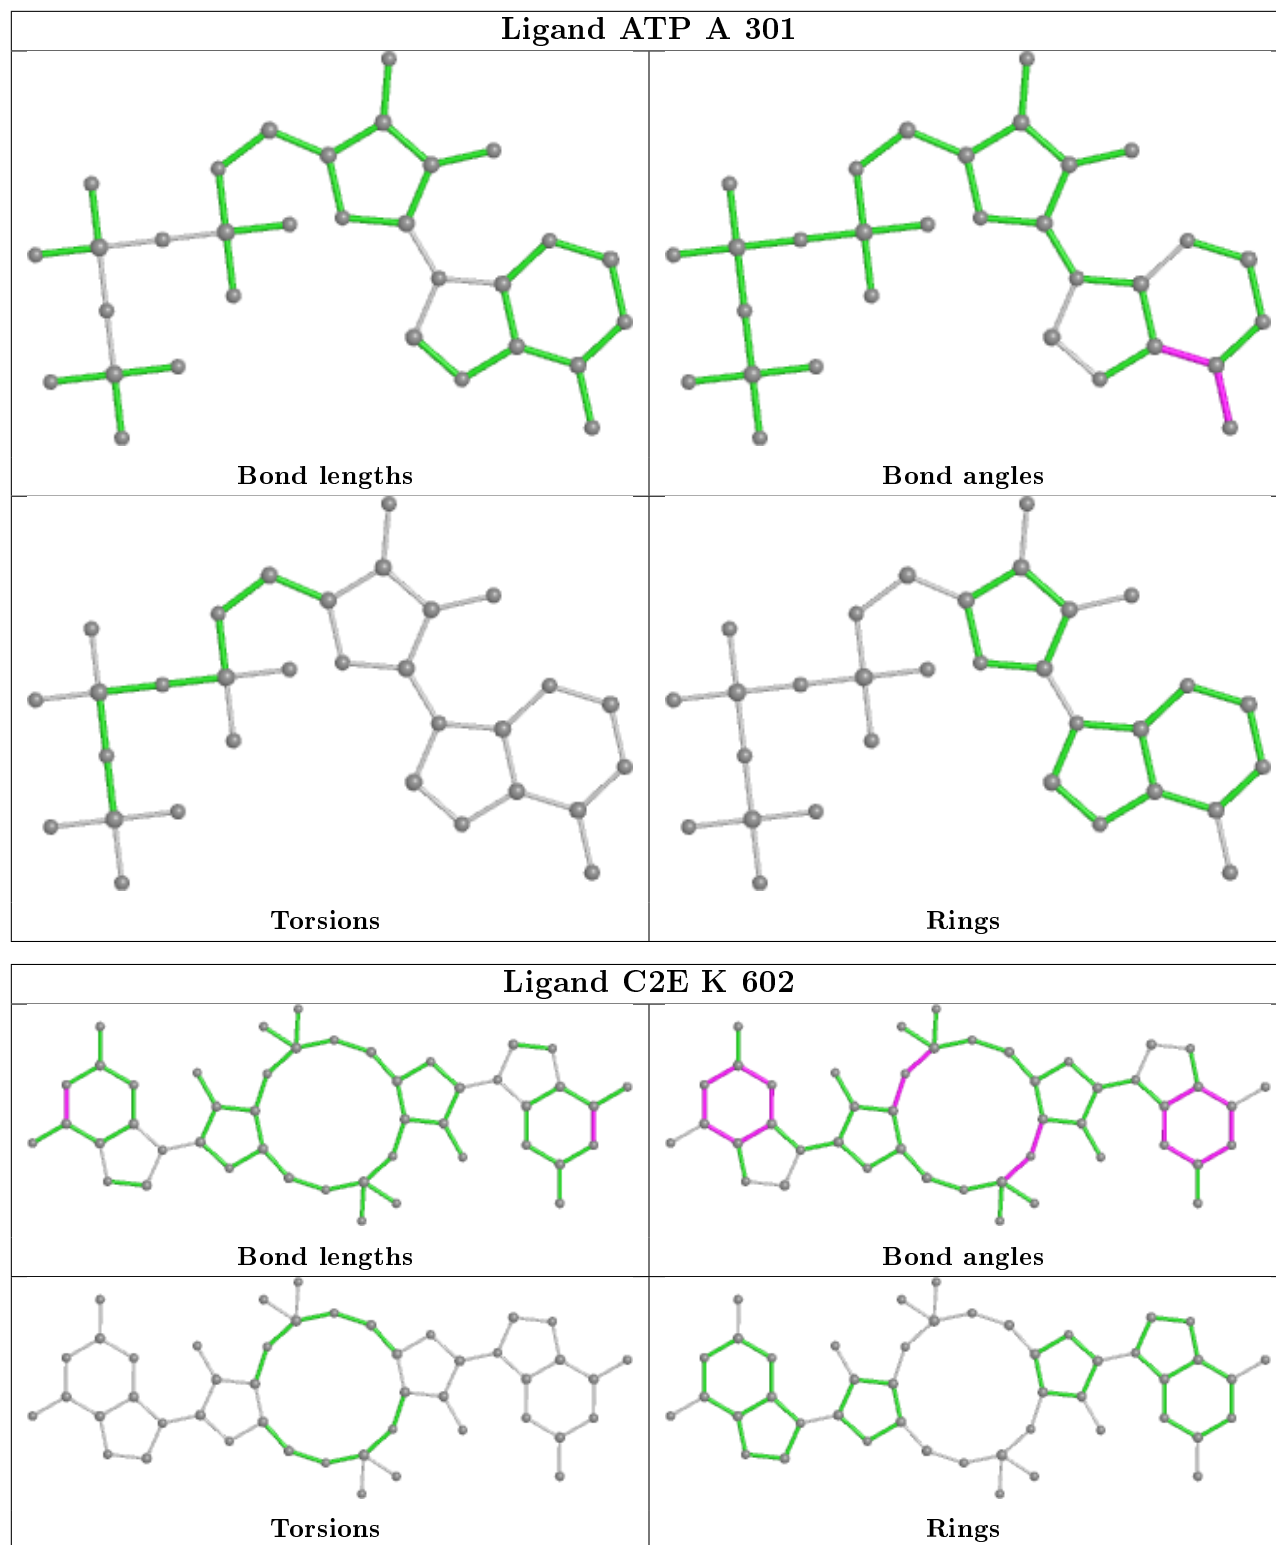 Ligand ATP A 301
Bond lengths
Bond angles
Torsions
Rings
Ligand C2E K 602
Bond lengths
Bond angles
Torsions
Rings